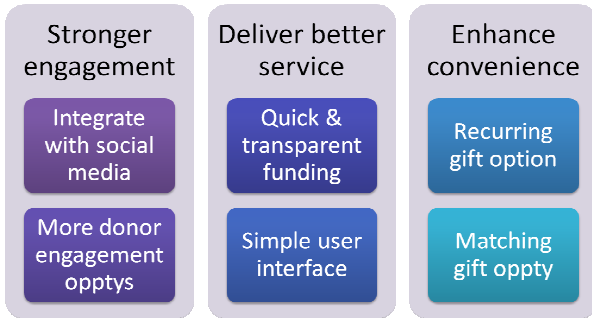 Stronger
engagement
Integrate
with social
media
More donor
engagement
opptys
Deliver better
service
Quick &
transparent
funding
Simple user
interface
Enhance
convenience
Recurring
gift option
Matching
gift oppty